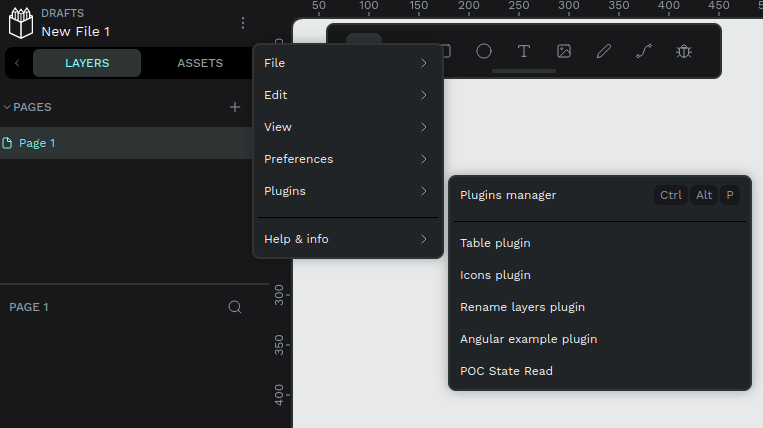 DRAFTS
New File 1
LAYERS
ASSETS
PAGES
Page 1
PAGE 1
50 100 150 200 250 300 350 400 450
300
350
400
File
Edit
View
Preferences
Plugins
Help & info
Plugins manager Ctrl Alt P
Table plugin
Icons plugin
Rename layers plugin
Angular example plugin
POC State Read